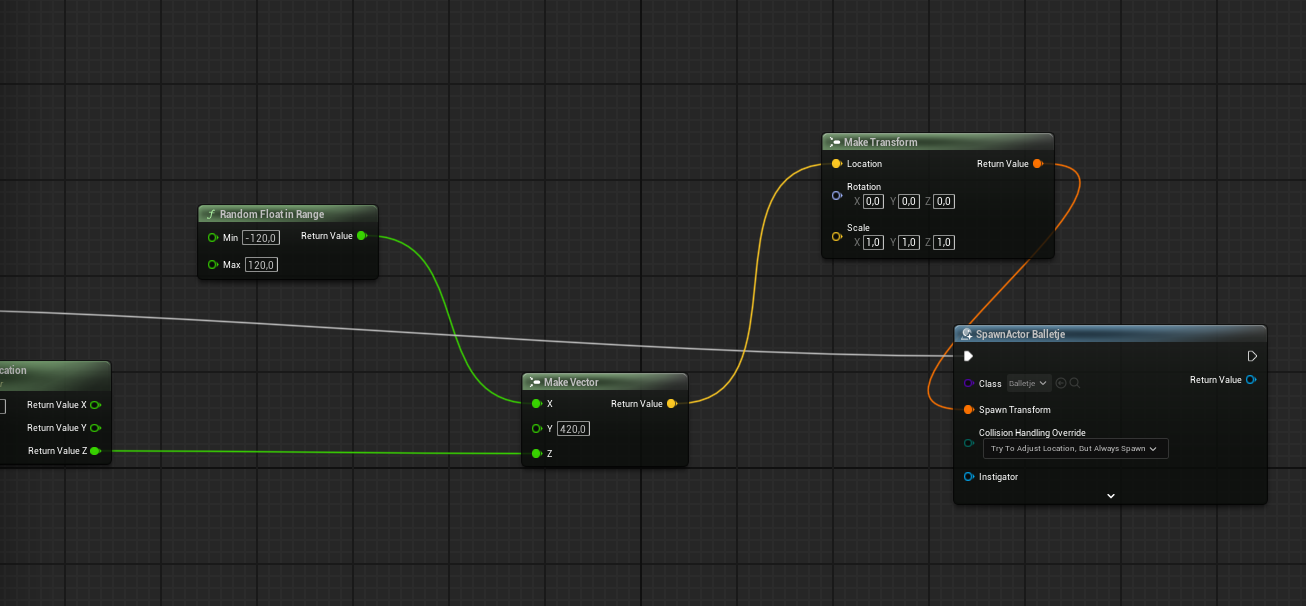 Make Transform
Location
Return Value
Rotation
X 0,0 Y 0,0 Z 0,0
Scale
X 1,0 Y 1,0 Z 1,0
Random Float in Range
Min -120,0
Return Value
Max 120,0
SpawnActor Balletje
Class Balletje
Return Value
Spawn Transform
Collision Handling Override
Try To Adjust Location, But Always Spawn
Instigator
cation
r
Return Value X
Return Value Y
Return Value Z
Make Vector
X
Return Value
Y 420,0
Z